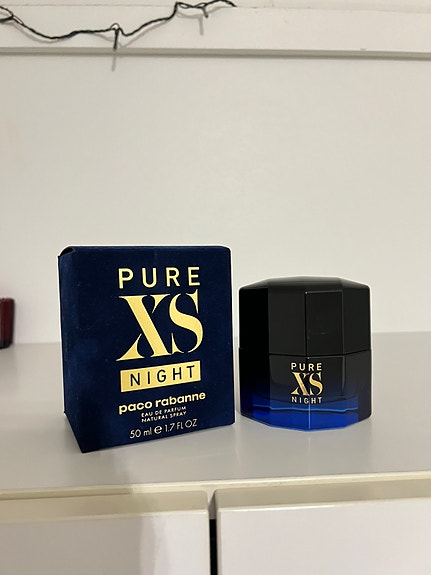 PURE
XS
NIGHT
paco rabanne
EAU DE PARFUM
NATURAL SPRAY
50 ml ℮ 1.7 FL OZ
PURE
XS
NIGHT